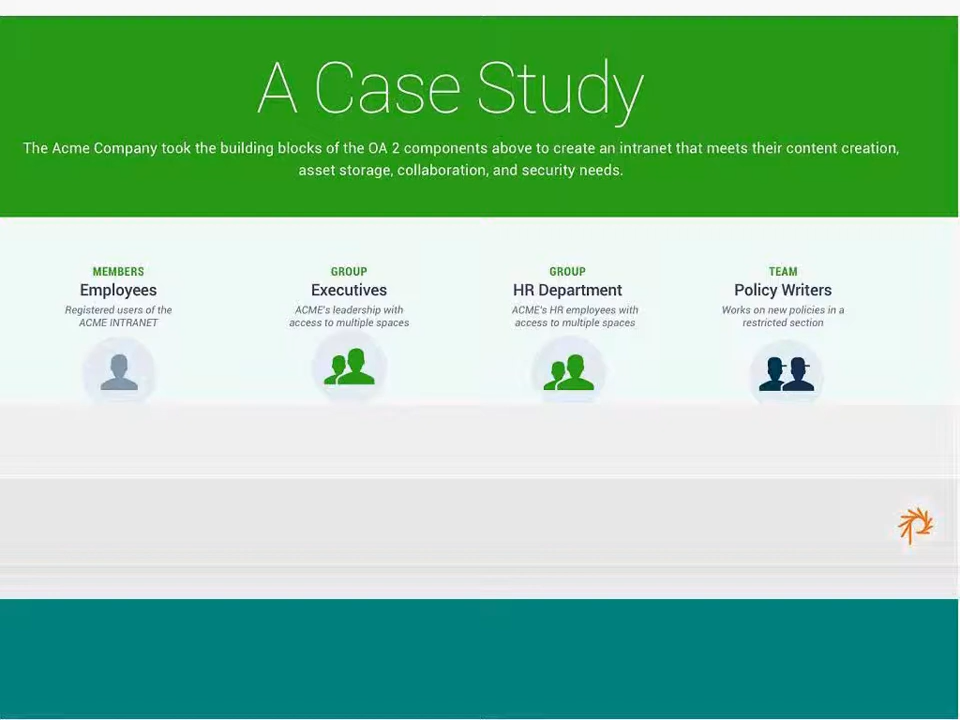 A Case Study
The Acme Company took the building blocks of the OA 2 components above to create an intranet that meets their content creation,
asset storage, collaboration, and security needs.
MEMBERS
Employees
Registered users of the
ACME INTRANET
GROUP
Executives
ACME's leadership with
access to multiple spaces
GROUP
HR Department
ACME's HR employees with
access to multiple spaces
TEAM
Policy Writers
Works on new policies in a
restricted section